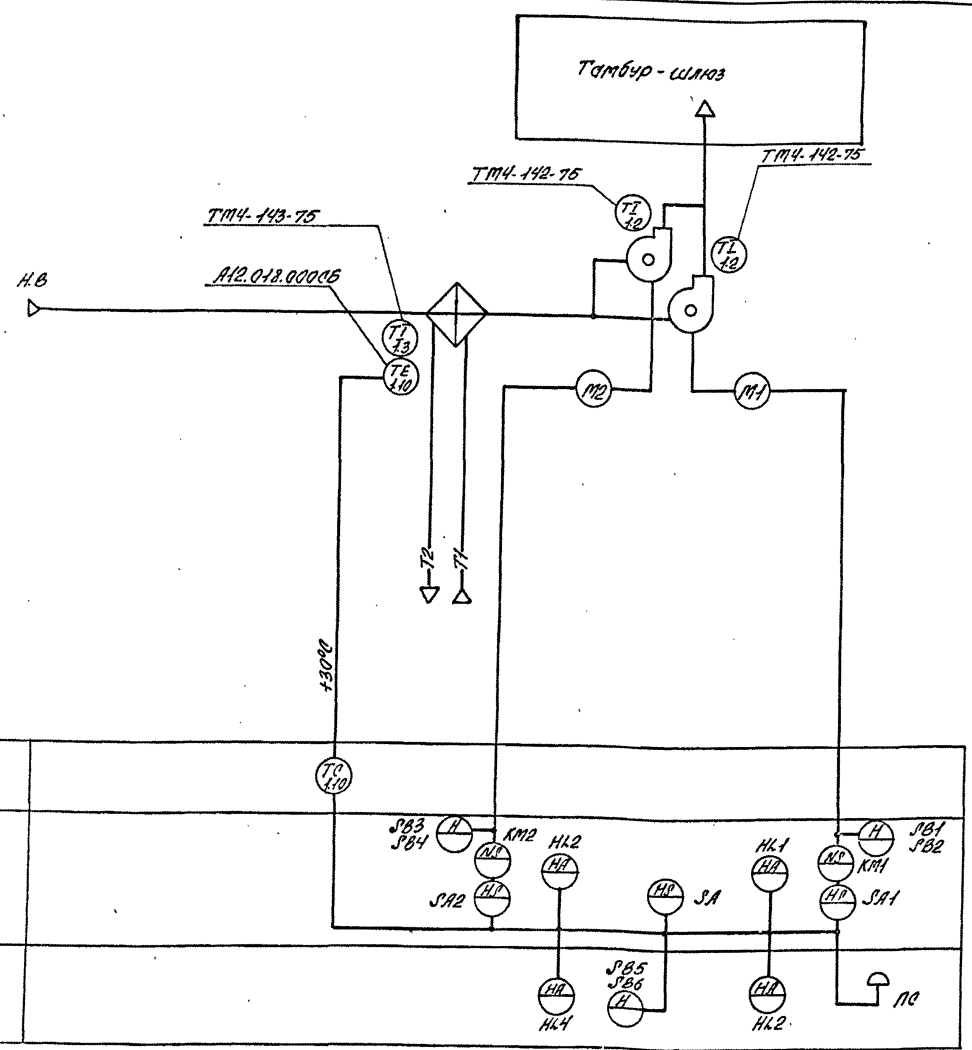 Тамбур-шлюз
ТМ4-142-75
ТМ4-142-75
TI
1.2
ТМ4-143-75
TI
1.2
А12.018.000СБ
Н.В
TI
1.3
TE
1.10
М2
М1
Т2
Т1
+30°С
TC
1.10
SB3
SB4
H
KM2
NS
HL2
HA
HL1
HA
H
SB1
SB2
NS
KM1
SA2
HS
HS
SA
HS
SA1
SB5
SB6
H
HA
HL4
HA
HL2
ПС